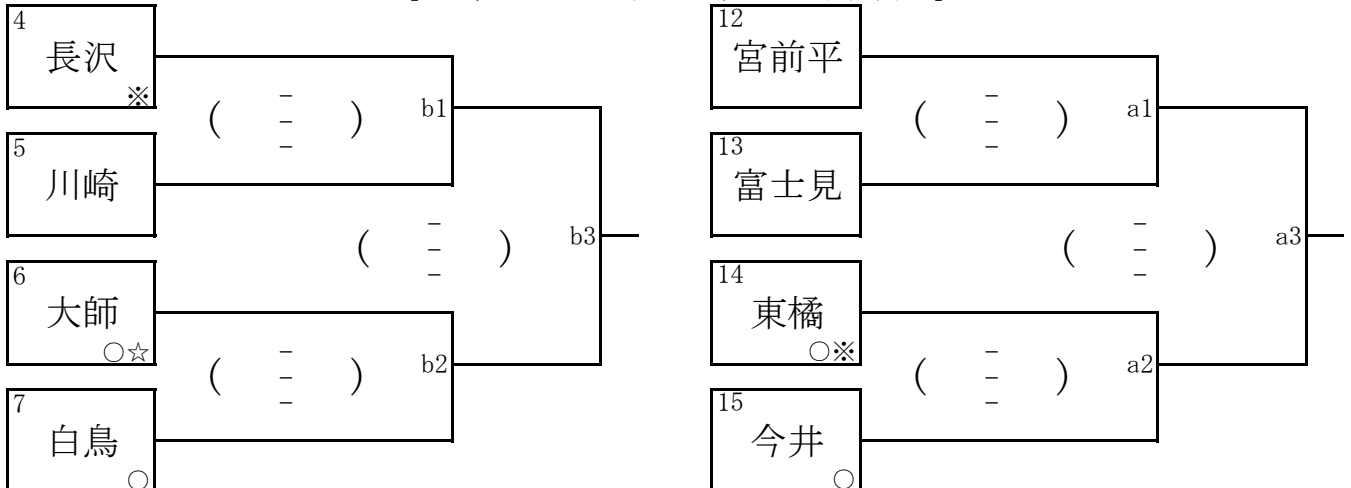 4
長沢
※
( - - - )
b1
5
川崎
( - - - )
b3
6
大師
○☆
( - - - )
b2
7
白鳥
○
12
宮前平
( - - - )
a1
13
富士見
( - - - )
a3
14
東橘
○※
( - - - )
a2
15
今井
○